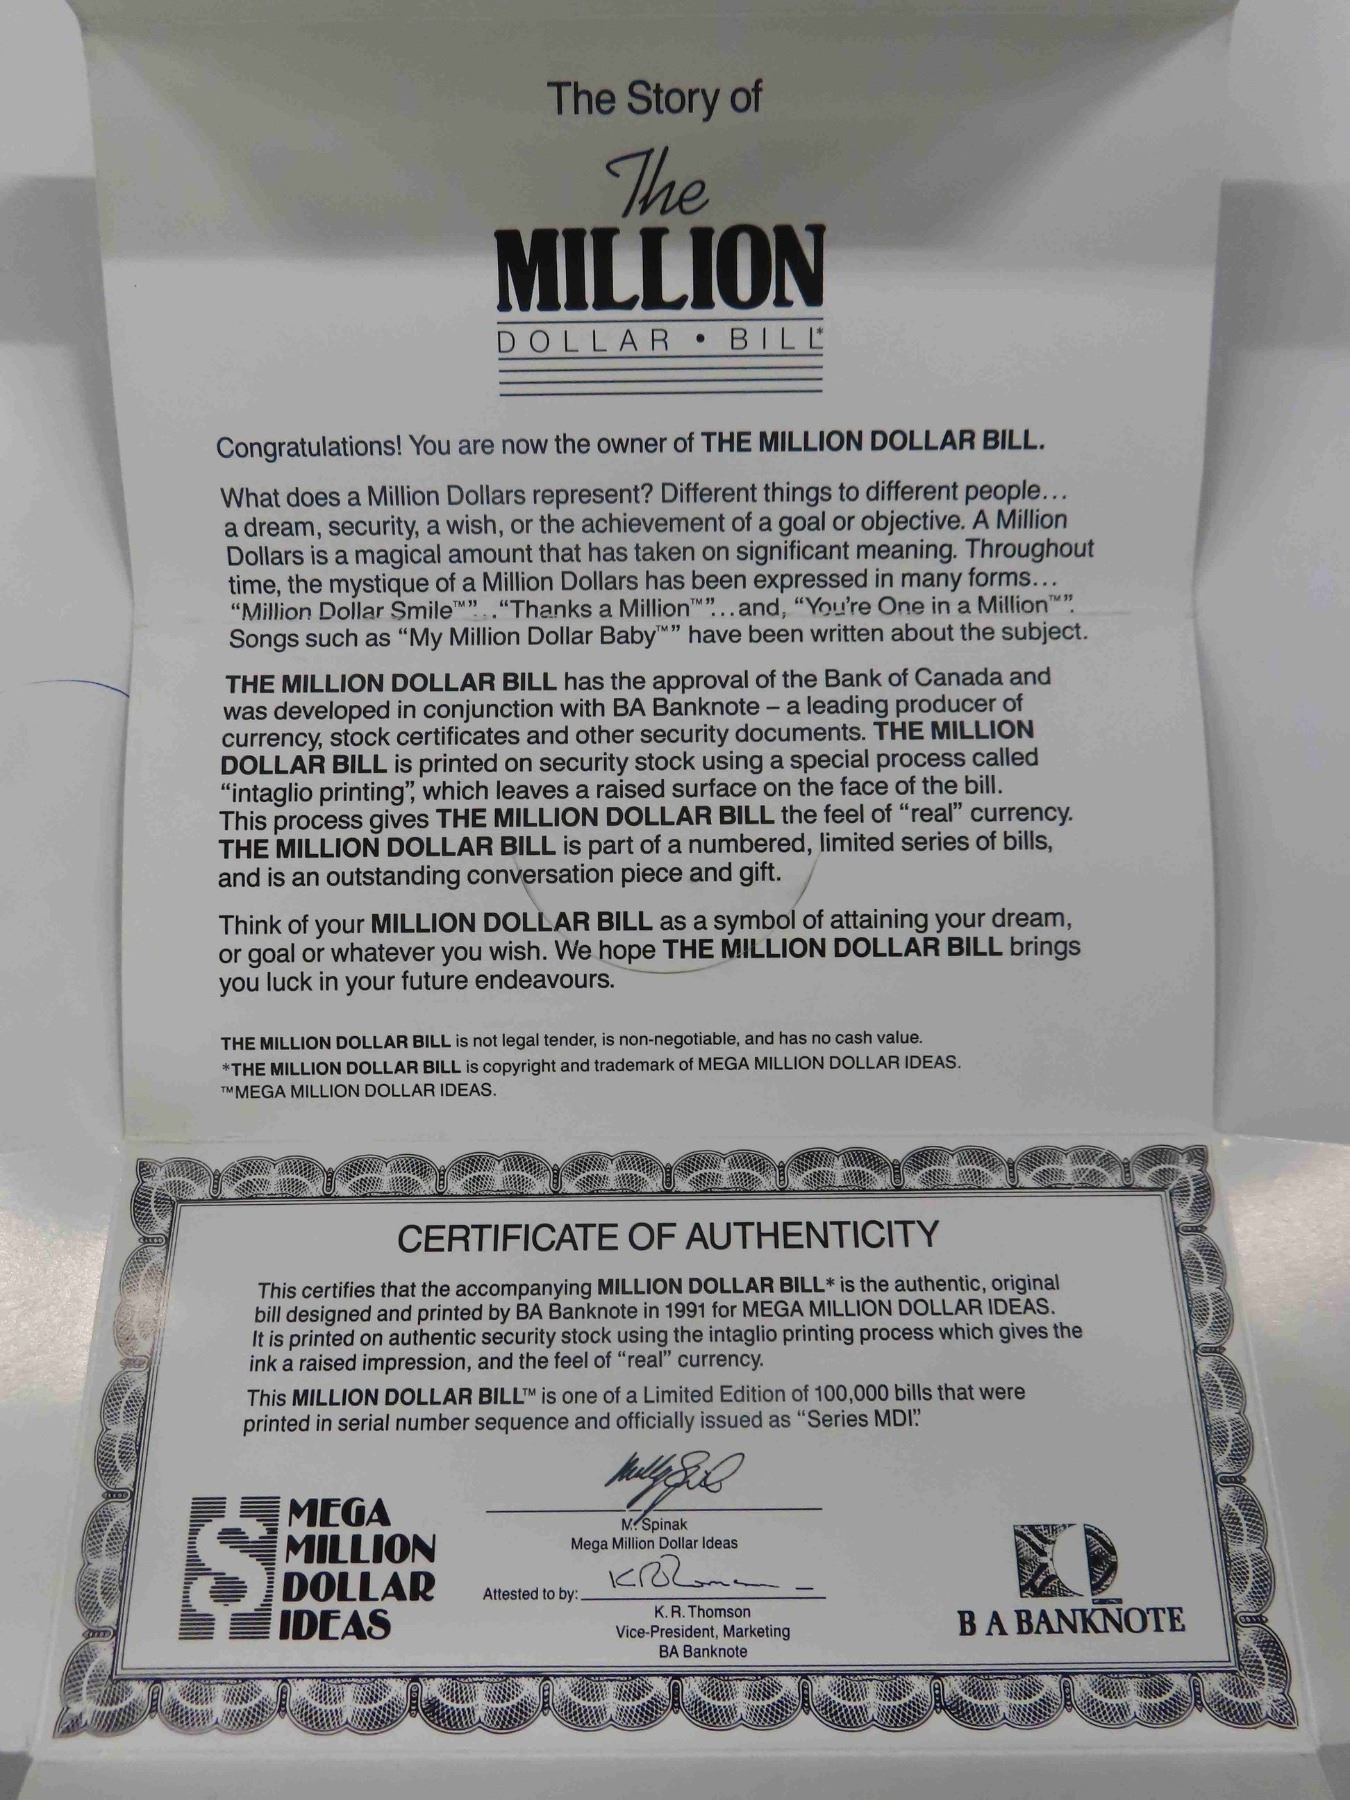 The Story of
The
MILLION
DOLLAR • BILL*
Congratulations! You are now the owner of THE MILLION DOLLAR BILL.
What does a Million Dollars represent? Different things to different people...
a dream, security, a wish, or the achievement of a goal or objective. A Million
Dollars is a magical amount that has taken on significant meaning. Throughout
time, the mystique of a Million Dollars has been expressed in many forms...
“Million Dollar Smile™”...“Thanks a Million™”...and, “You’re One in a Million™”.
Songs such as “My Million Dollar Baby™” have been written about the subject.
THE MILLION DOLLAR BILL has the approval of the Bank of Canada and
was developed in conjunction with BA Banknote – a leading producer of
currency, stock certificates and other security documents. THE MILLION
DOLLAR BILL is printed on security stock using a special process called
“intaglio printing”, which leaves a raised surface on the face of the bill.
This process gives THE MILLION DOLLAR BILL the feel of “real” currency.
THE MILLION DOLLAR BILL is part of a numbered, limited series of bills,
and is an outstanding conversation piece and gift.
Think of your MILLION DOLLAR BILL as a symbol of attaining your dream,
or goal or whatever you wish. We hope THE MILLION DOLLAR BILL brings
you luck in your future endeavours.
THE MILLION DOLLAR BILL is not legal tender, is non-negotiable, and has no cash value.
*THE MILLION DOLLAR BILL is copyright and trademark of MEGA MILLION DOLLAR IDEAS.
™MEGA MILLION DOLLAR IDEAS.
CERTIFICATE OF AUTHENTICITY
This certifies that the accompanying MILLION DOLLAR BILL* is the authentic, original
bill designed and printed by BA Banknote in 1991 for MEGA MILLION DOLLAR IDEAS.
It is printed on authentic security stock using the intaglio printing process which gives the
ink a raised impression, and the feel of “real” currency.
This MILLION DOLLAR BILL™ is one of a Limited Edition of 100,000 bills that were
printed in serial number sequence and officially issued as “Series MDI”.
MEGA
MILLION
DOLLAR
IDEAS
M. Spinak
Mega Million Dollar Ideas
Attested to by:
K.R. Thomson
Vice-President, Marketing
BA Banknote
B A BANKNOTE